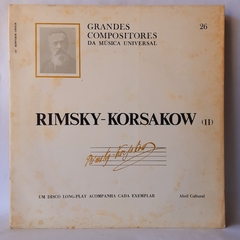 GRANDES
COMPOSITORES
DA MÚSICA UNIVERSAL
26
RIMSKY-KORSAKOW (II)
UM DISCO LONG-PLAY ACOMPANHA CADA EXEMPLAR
Abril Cultural